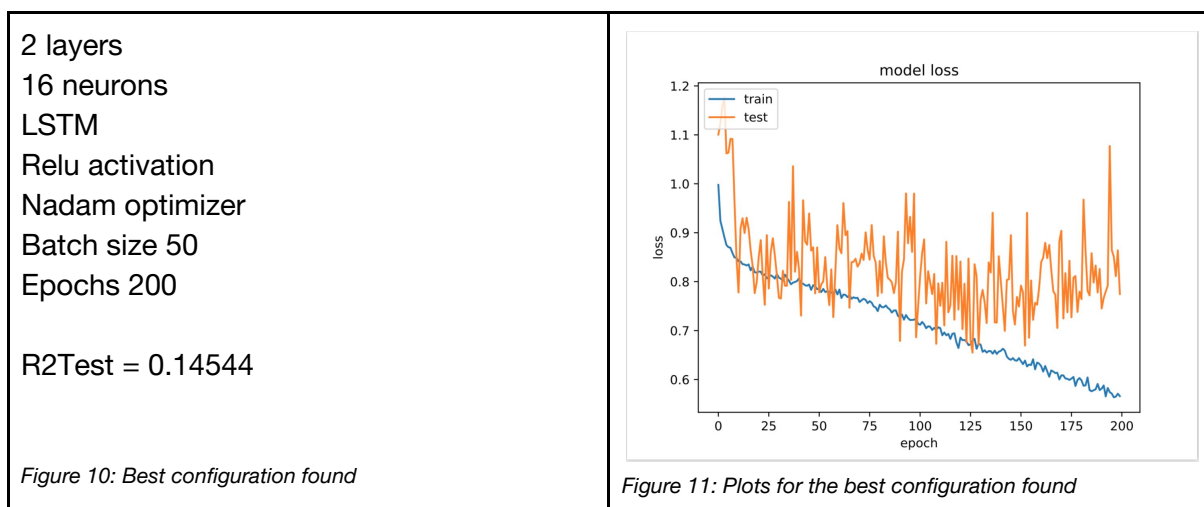 2 layers
16 neurons
LSTM
Relu activation
Nadam optimizer
Batch size 50
Epochs 200
R2Test = 0.14544
Figure 10: Best configuration found
model loss
train
test
1.2
1.1
1.0
0.9
0.8
0.7
0.6
loss
0 25 50 75 100 125 150 175 200
epoch
Figure 11: Plots for the best configuration found